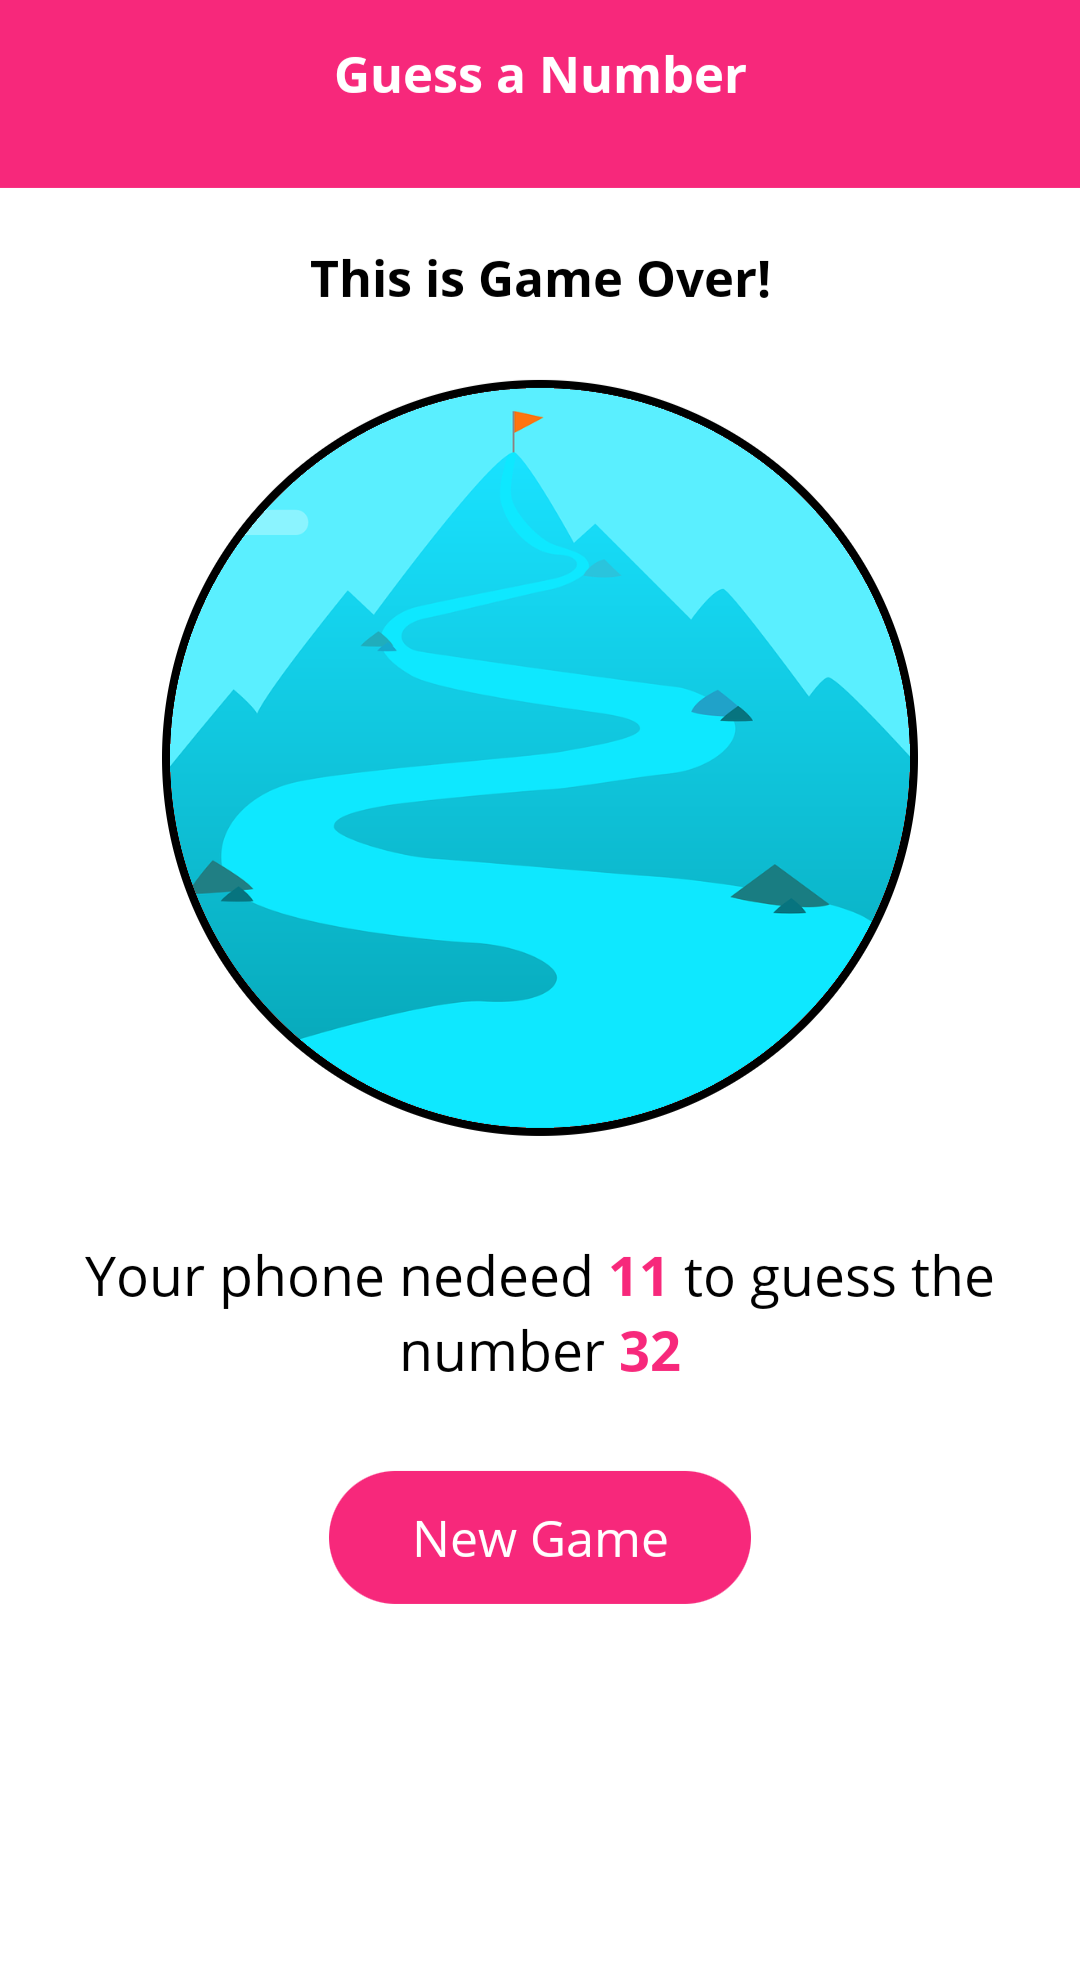 Guess a Number
This is Game Over!
Your phone nedeed 11 to guess the
number 32
New Game